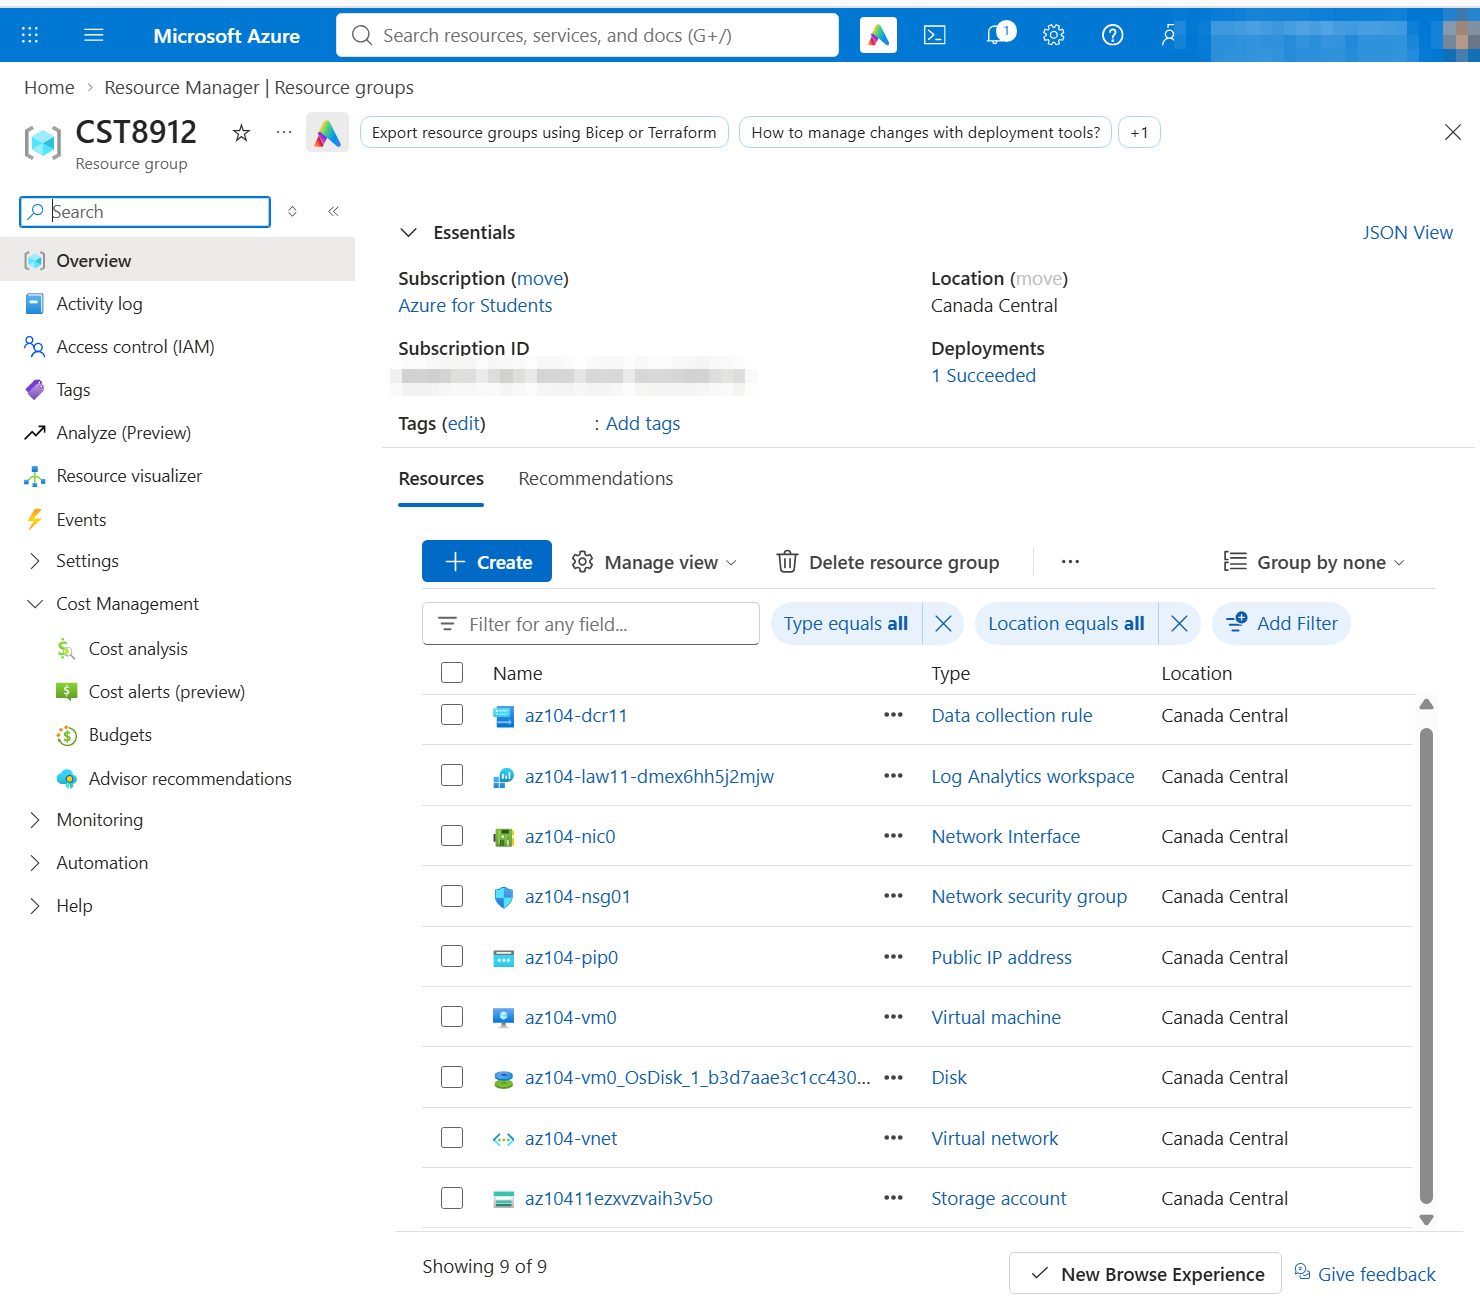 Microsoft Azure
Search resources, services, and docs (G+/)
1
Home > Resource Manager | Resource groups
CST8912
Resource group
Export resource groups using Bicep or Terraform
How to manage changes with deployment tools?
+1
Search
Overview
Activity log
Access control (IAM)
Tags
Analyze (Preview)
Resource visualizer
Events
Settings
Cost Management
Cost analysis
Cost alerts (preview)
Budgets
Advisor recommendations
Monitoring
Automation
Help
Essentials
JSON View
Subscription (move)
Azure for Students
Location (move)
Canada Central
Subscription ID
Deployments
1 Succeeded
Tags (edit) : Add tags
Resources Recommendations
Create Manage view Delete resource group ... Group by none
Filter for any field... Type equals all Location equals all Add Filter
Name Type Location
az104-dcr11 ... Data collection rule Canada Central
az104-law11-dmex6hh5j2mjw ... Log Analytics workspace Canada Central
az104-nic0 ... Network Interface Canada Central
az104-nsg01 ... Network security group Canada Central
az104-pip0 ... Public IP address Canada Central
az104-vm0 ... Virtual machine Canada Central
az104-vm0_OsDisk_1_b3d7aae3c1cc430... ... Disk Canada Central
az104-vnet ... Virtual network Canada Central
az10411ezxvzvaih3v5o ... Storage account Canada Central
Showing 9 of 9
New Browse Experience
Give feedback